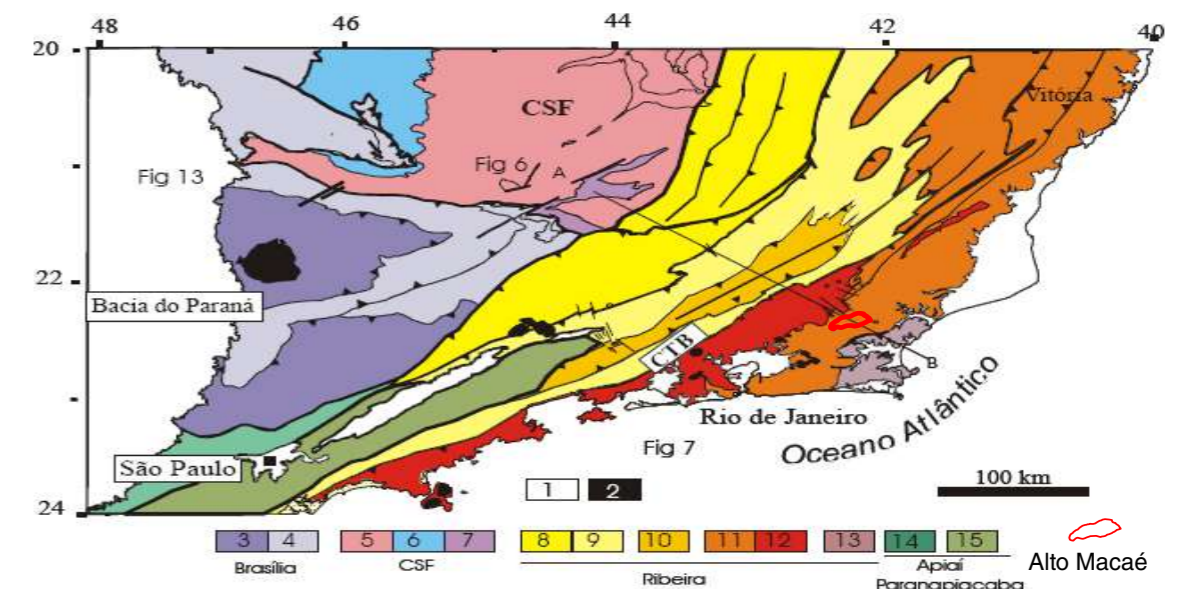 48 46 44 42 40
20
CSF
Vitória
Fig 6 A
Fig 13
22
Bacia do Paraná
CTB
B
Rio de Janeiro
Oceano Atlântico
Fig 7
São Paulo
100 km
1 2
24
3 4 5 6 7 8 9 10 11 12 13 14 15
Brasília CSF Ribeira Apiaí Alto Macaé
Paranapiacaba